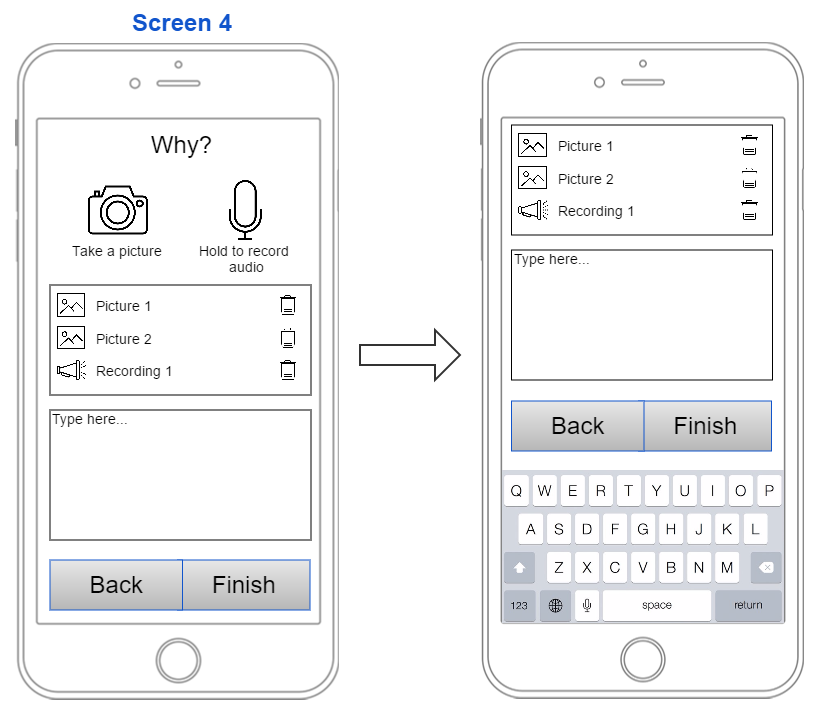 Screen 4
Why?
Take a picture
Hold to record
audio
Picture 1
Picture 2
Recording 1
Type here...
Back
Finish
Picture 1
Picture 2
Recording 1
Type here...
Back
Finish
Q W E R T Y U I O P
A S D F G H J K L
Z X C V B N M
123 space return